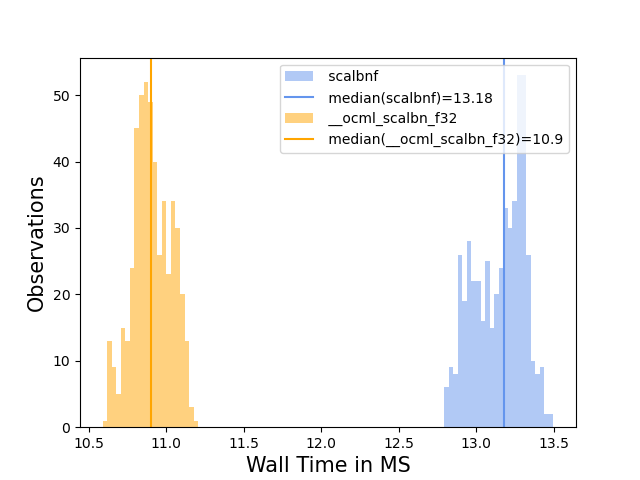 scalbnf
median(scalbnf)=13.18
__ocml_scalbn_f32
median(__ocml_scalbn_f32)=10.9
50
40
30
20
10
0
Observations
10.5 11.0 11.5 12.0 12.5 13.0 13.5
Wall Time in MS